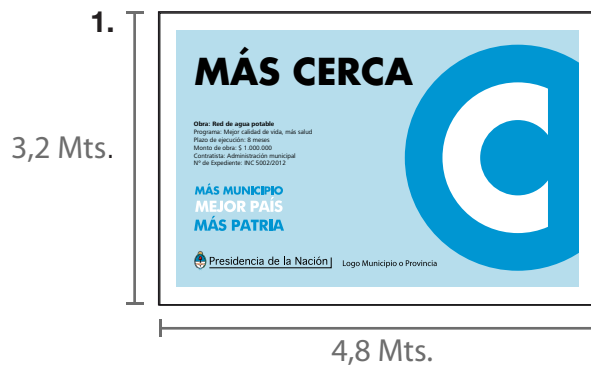 1.
3,2 Mts.
MÁS CERCA
Obra: Red de agua potable
Programa: Mejor calidad de vida, más salud
Plazo de ejecución: 8 meses
Monto de obra: $ 1.000.000
Contratista: Administración municipal
Nº de Expediente: INC 5002/2012
MÁS MUNICIPIO
MEJOR PAÍS
MÁS PATRIA
Presidencia de la Nación Logo Municipio o Provincia
C
4,8 Mts.